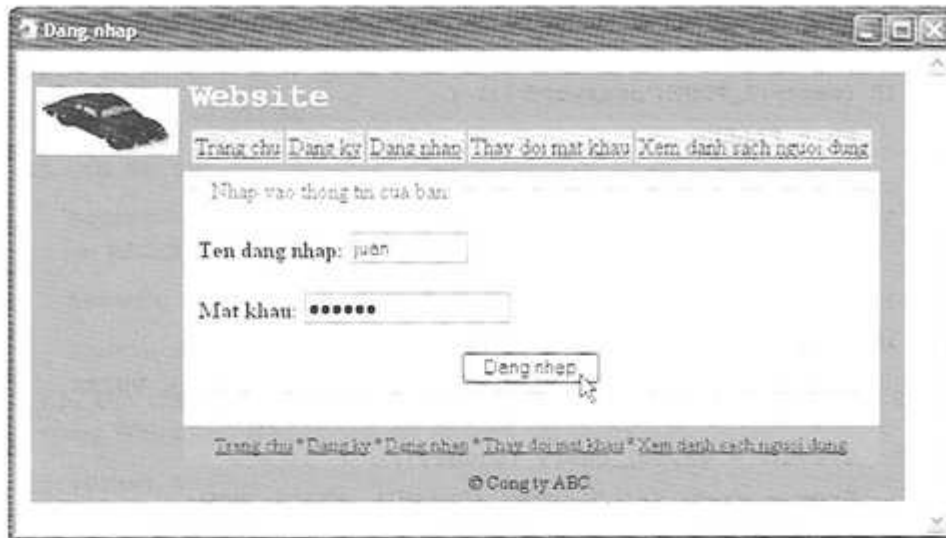 Dang nhap
Website
Trang chu Dang ky Dang nhap Thay doi mat khau Xem danh sach nguoi dung
Nhap vao thong tin cua ban:
Ten dang nhap: juan
Mat khau: ••••••
Dang nhap
Trang chu * Dang ky * Dang nhap * Thay doi mat khau * Xem danh sach nguoi dung
© Cong ty ABC.